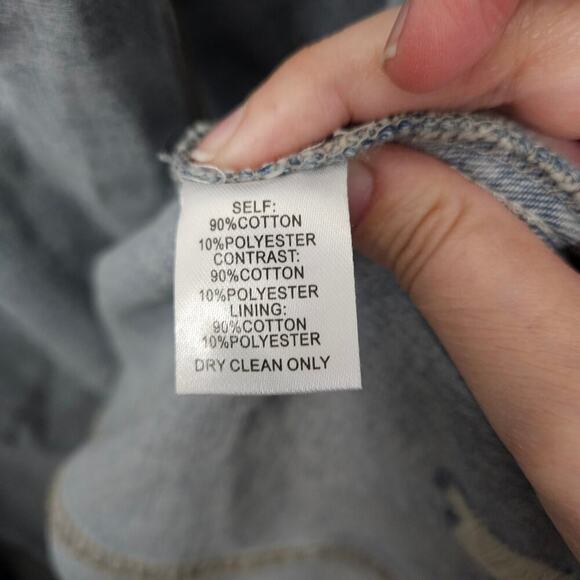 SELF:
90%COTTON
10%POLYESTER
CONTRAST:
90%COTTON
10%POLYESTER
LINING:
90%COTTON
10%POLYESTER
DRY CLEAN ONLY